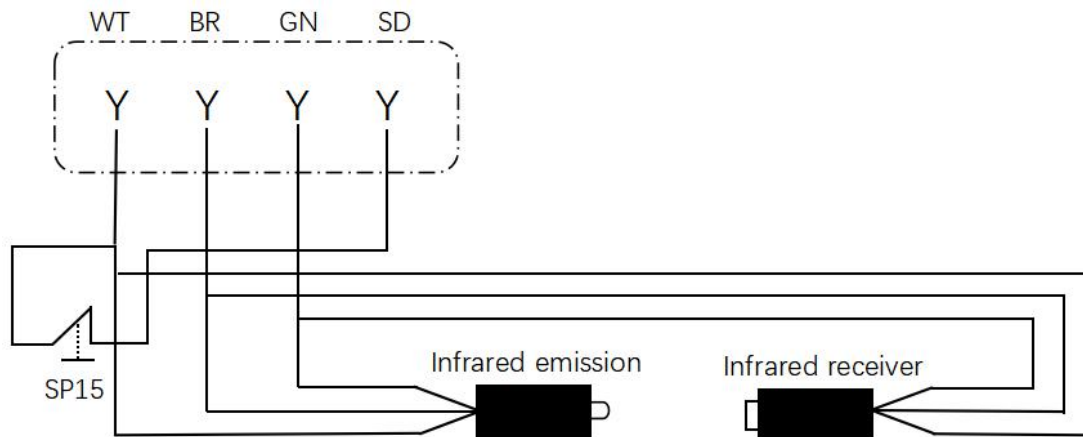 WT BR GN SD
Y Y Y Y
Infrared emission
Infrared receiver
SP15